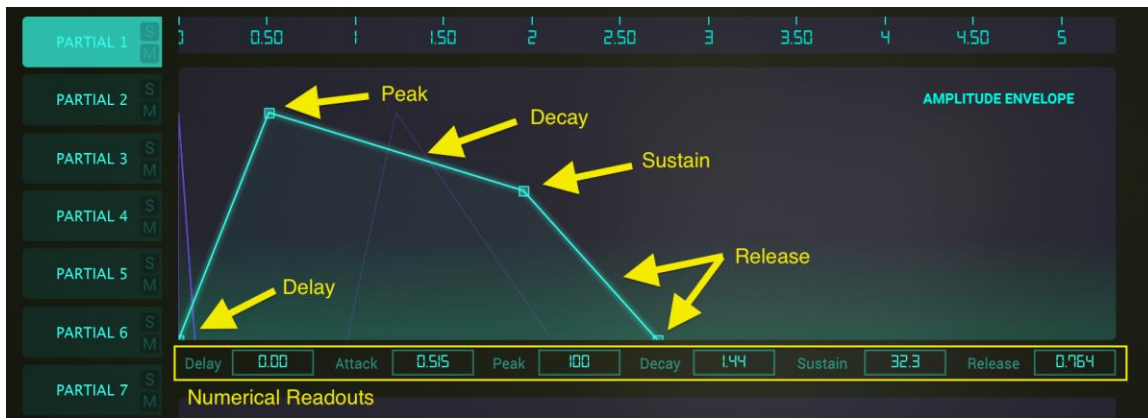 PARTIAL 1
S
M
0 0.50 1 1.50 2 2.50 3 3.50 4 4.50 5
PARTIAL 2
S
M
AMPLITUDE ENVELOPE
Peak
Decay
PARTIAL 3
S
M
Sustain
PARTIAL 4
S
M
Release
PARTIAL 5
S
M
Delay
PARTIAL 6
S
M
Delay 0.00 Attack 0.515 Peak 100 Decay 1.44 Sustain 32.3 Release 0.764
PARTIAL 7
S
M
Numerical Readouts